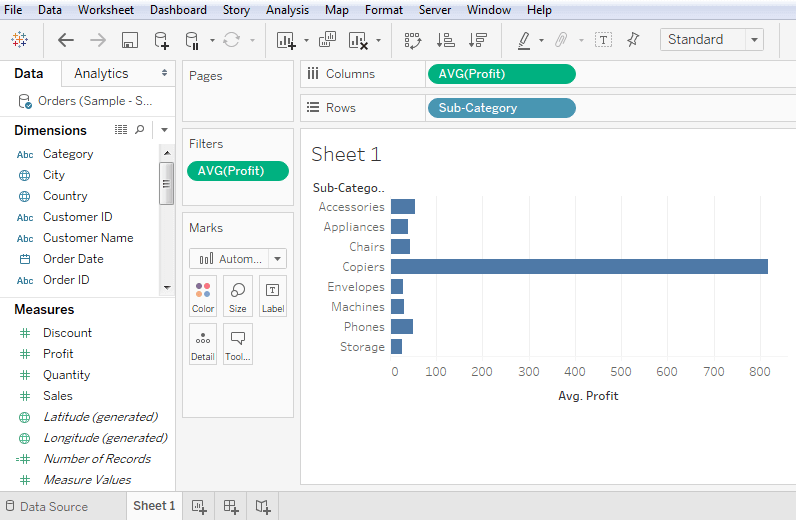 File Data Worksheet Dashboard Story Analysis Map Format Server Window Help
Standard
Data Analytics
Orders (Sample - S...
Dimensions
Abc Category
City
Country
Abc Customer ID
Abc Customer Name
Order Date
Abc Order ID
Measures
Discount
Profit
Quantity
Sales
Latitude (generated)
Longitude (generated)
Number of Records
Measure Values
Pages
Filters
AVG(Profit)
Marks
Autom...
Color Size Label
Detail Tool...
Columns AVG(Profit)
Rows Sub-Category
Sheet 1
Sub-Catego..
Accessories
Appliances
Chairs
Copiers
Envelopes
Machines
Phones
Storage
0 100 200 300 400 500 600 700 800
Avg. Profit
Data Source Sheet 1